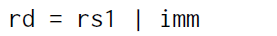 rd = rs1 | imm